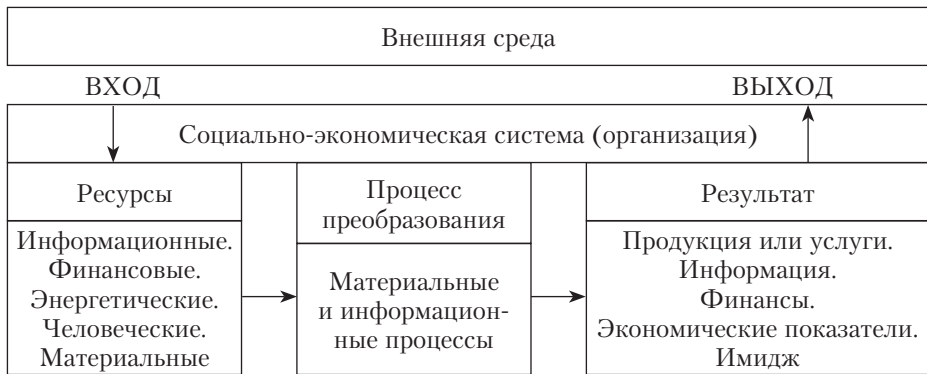 Внешняя среда
ВХОД
ВЫХОД
Социально-экономическая система (организация)
Ресурсы
Информационные.
Финансовые.
Энергетические.
Человеческие.
Материальные
Процесс
преобразования
Материальные
и информацион-
ные процессы
Результат
Продукция или услуги.
Информация.
Финансы.
Экономические показатели.
Имидж